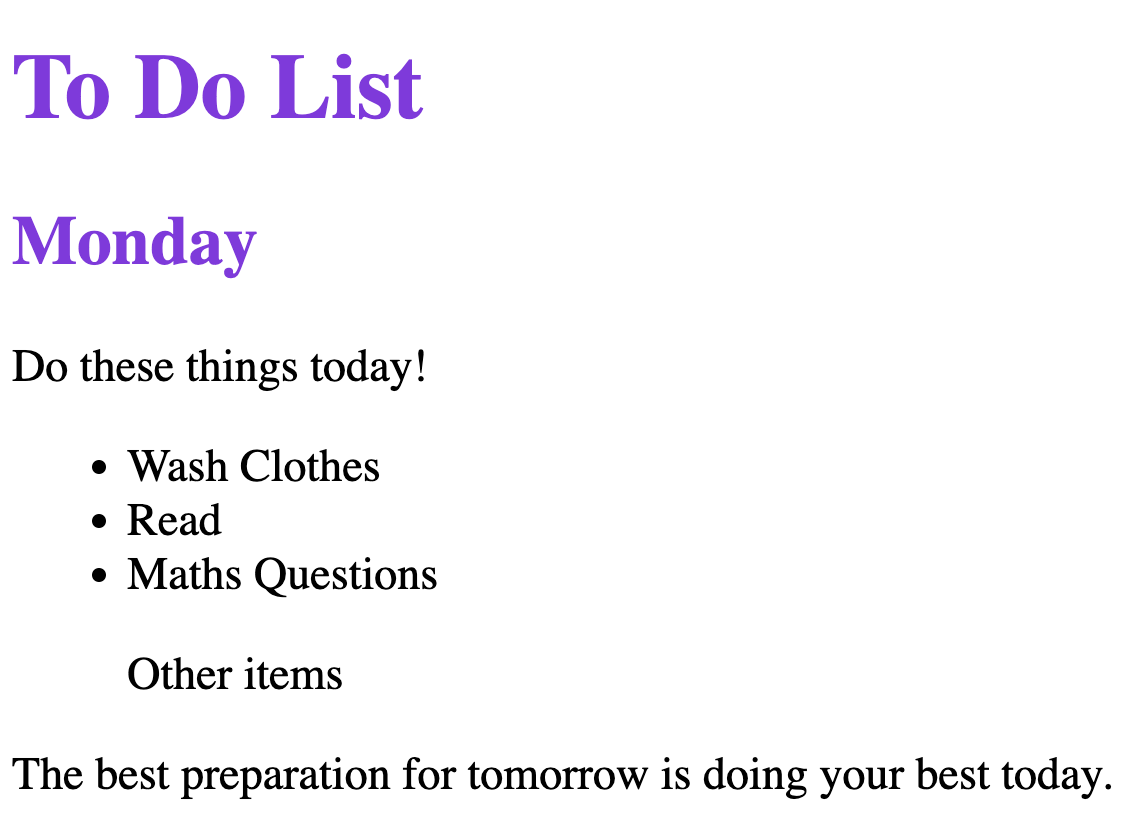 To Do List
Monday
Do these things today!
Wash Clothes
Read
Maths Questions
Other items
The best preparation for tomorrow is doing your best today.